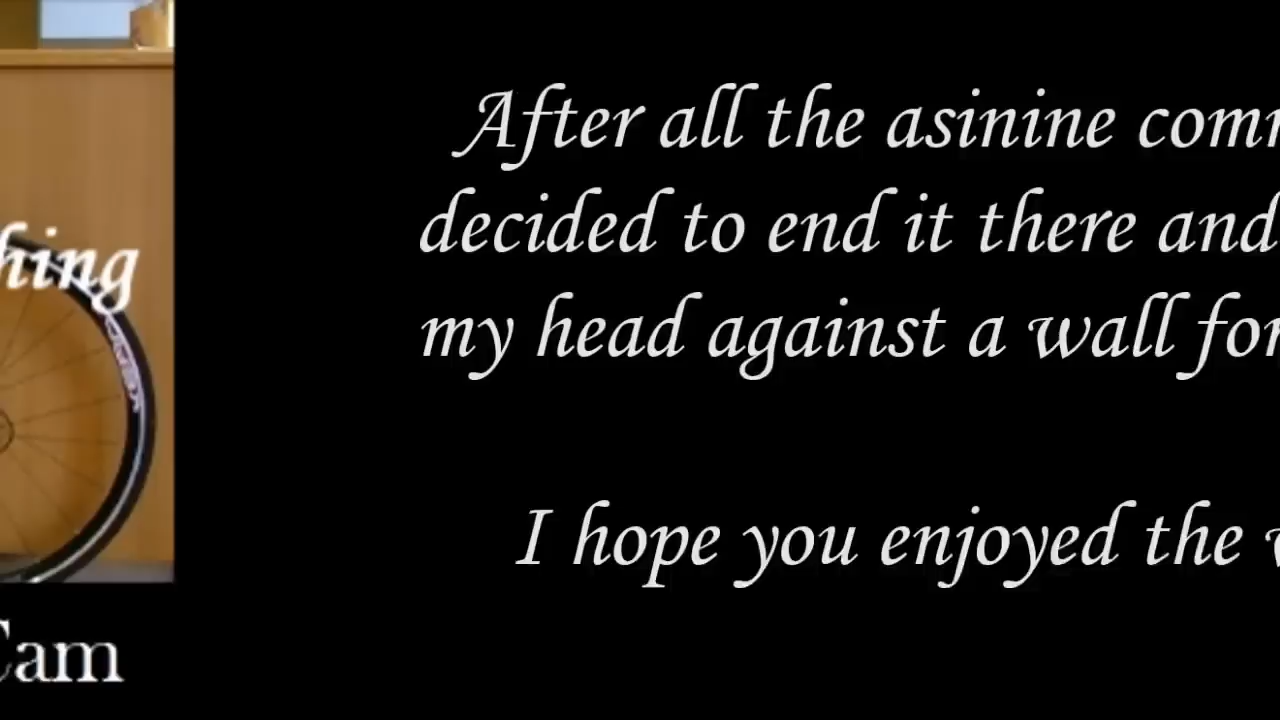 After all the asinine com
decided to end it there and
my head against a wall for
I hope you enjoyed the
hing
Cam